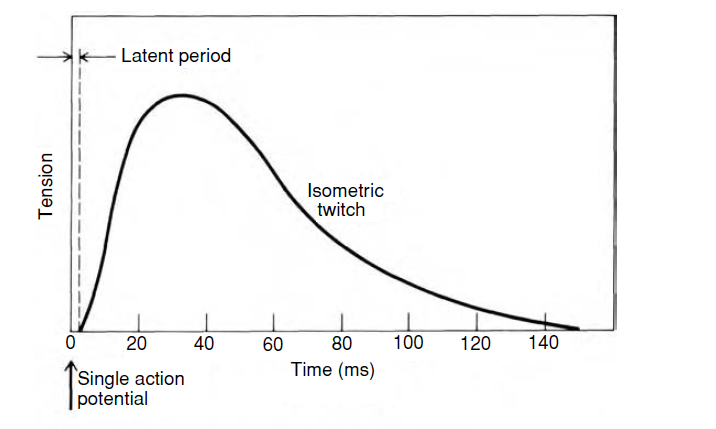 Latent period
Tension
Isometric
twitch
0 20 40 60 80 100 120 140
Time (ms)
Single action
potential